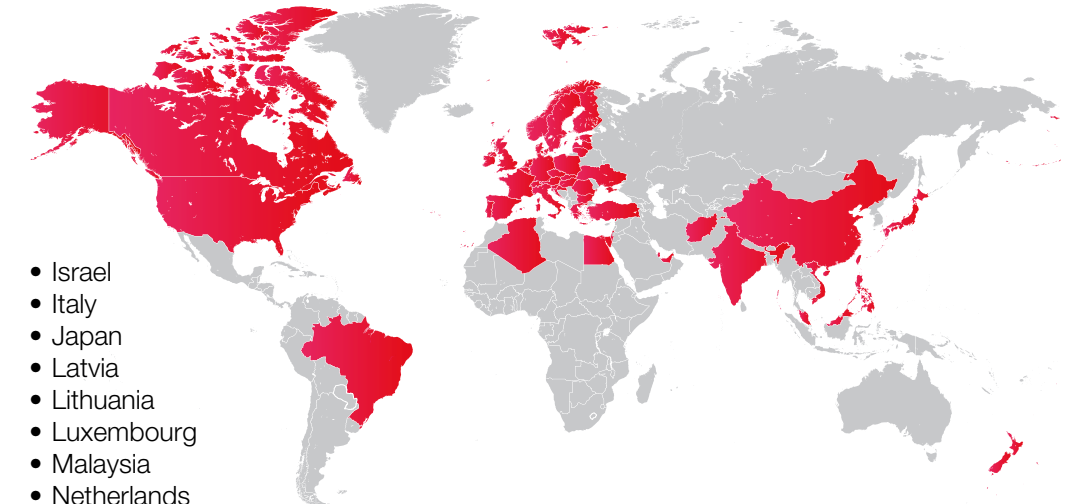 • Israel
• Italy
• Japan
• Latvia
• Lithuania
• Luxembourg
• Malaysia
• Netherlands